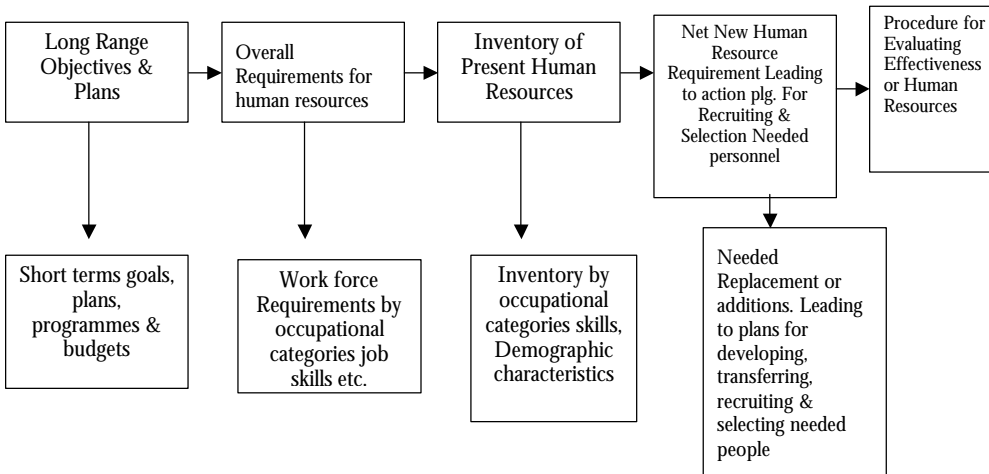 Long Range
Objectives &
Plans
Overall
Requirements for
human resources
Inventory of
Present Human
Resources
Net New Human
Resource
Requirement Leading
to action plg. For
Recruiting &
Selection Needed
personnel
Procedure for
Evaluating
Effectiveness
or Human
Resources
Short terms goals,
plans,
programmes &
budgets
Work force
Requirements by
occupational
categories job
skills etc.
Inventory by
occupational
categories skills,
Demographic
characteristics
Needed
Replacement or
additions. Leading
to plans for
developing,
transferring,
recruiting &
selecting needed
people